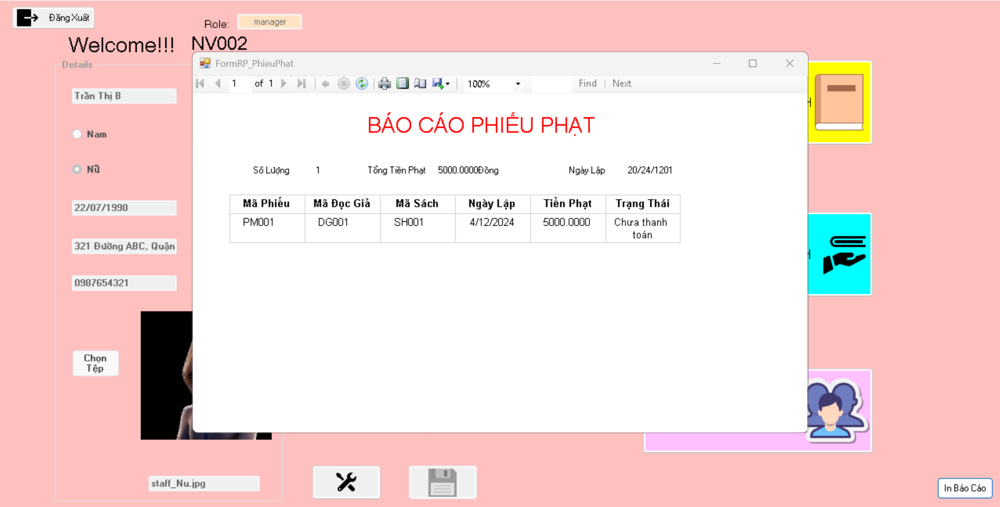 Đăng Xuất
Role: manager
Welcome!!! NV002
Details
Trần Thị B
Nam
Nữ
22/07/1990
321 Đường ABC, Quận
0987654321
Chọn
Tệp
staff_Nu.jpg
FormRP_PhieuPhat
1 of 1 100% Find | Next
BÁO CÁO PHIẾU PHẠT
Số Lượng 1 Tổng Tiền Phạt 5000.0000Đồng Ngày Lập 20/24/1201
Mã Phiếu Mã Đọc Giả Mã Sách Ngày Lập Tiền Phạt Trạng Thái
PM001 DG001 SH001 4/12/2024 5000.0000 Chưa thanh
toán
H
H
In Báo Cáo